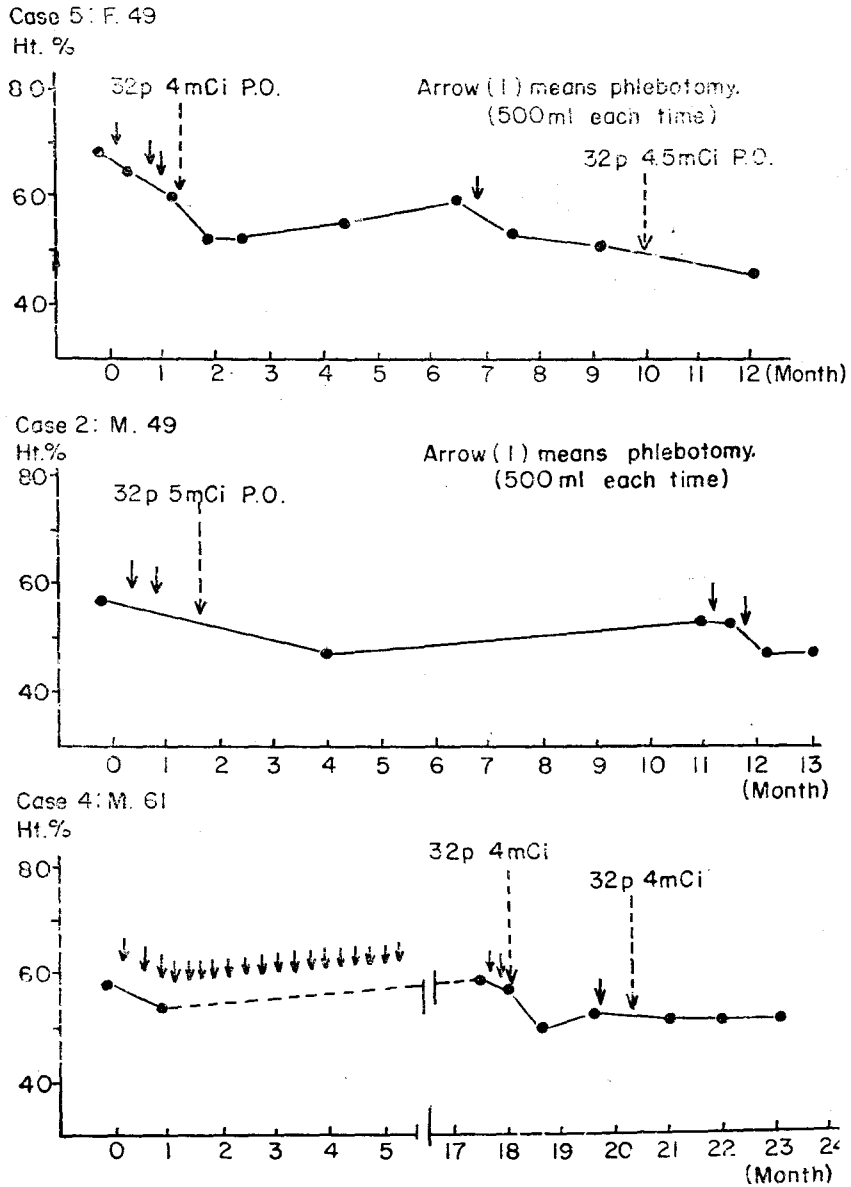 Case 5: F. 49
Ht. %
80
32p 4mCi P.O.
Arrow (↓) means phlebotomy.
(500ml each time)
32p 4.5mCi P.O.
60
40
0 1 2 3 4 5 6 7 8 9 10 11 12 (Month)
Case 2: M. 49
Ht.%
Arrow (↓) means phlebotomy.
(500ml each time)
80
32p 5mCi P.O.
60
40
0 1 2 3 4 5 6 7 8 9 10 11 12 13
(Month)
Case 4: M. 61
Ht.%
80
32p 4mCi
32p 4mCi
60
40
0 1 2 3 4 5 17 18 19 20 21 22 23 24
(Month)